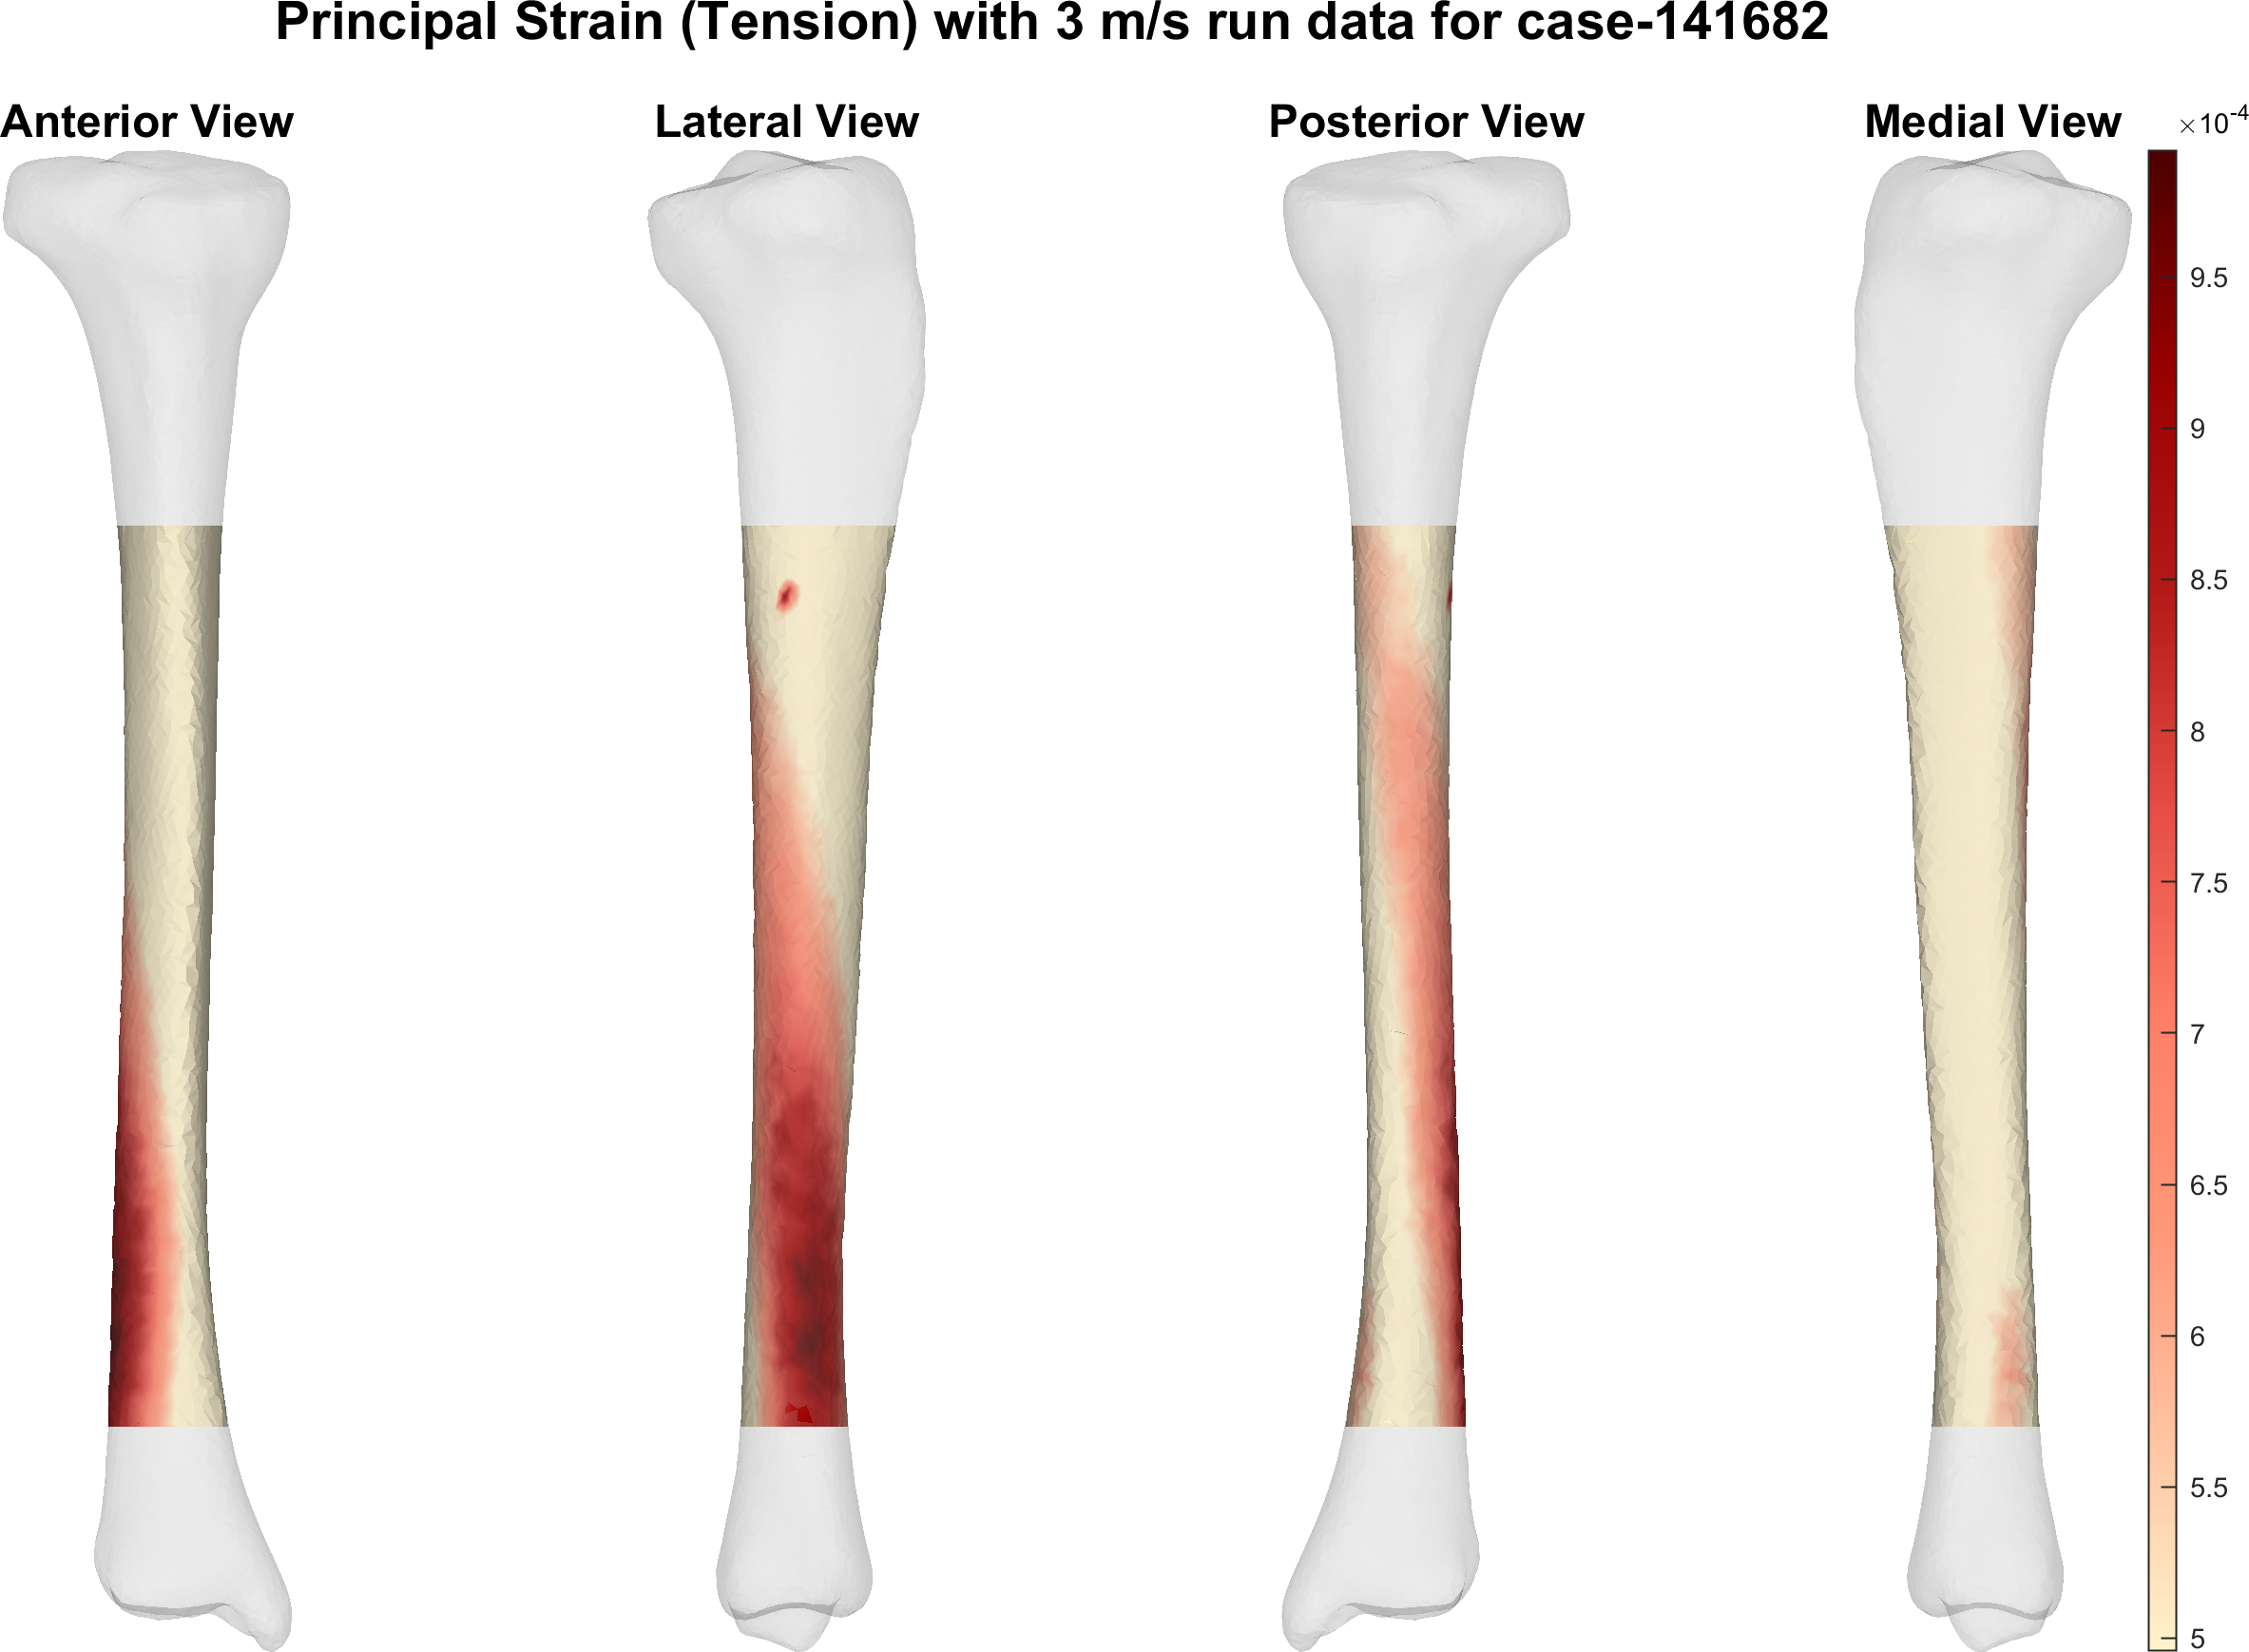 Principal Strain (Tension) with 3 m/s run data for case-141682
Anterior View
Lateral View
Posterior View
Medial View
×10-4
9.5
9
8.5
8
7.5
7
6.5
6
5.5
5